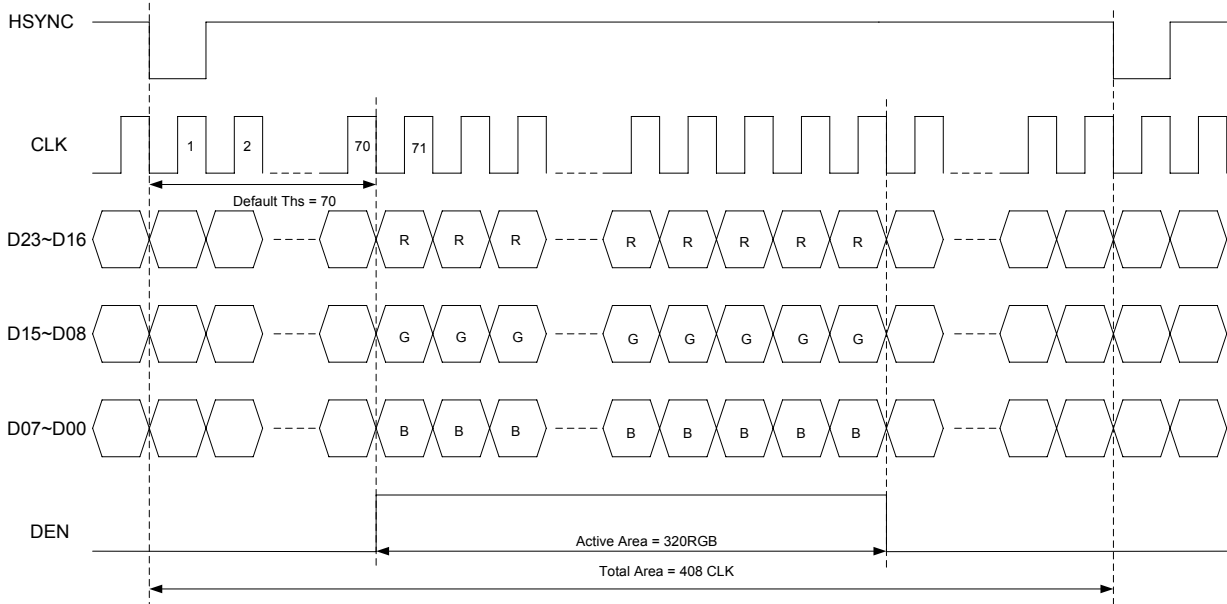 HSYNC
CLK
1 2 70 71
Default Ths = 70
D23~D16
R R R R R R R R
D15~D08
G G G G G G G G
D07~D00
B B B B B B B B
DEN
Active Area = 320RGB
Total Area = 408 CLK